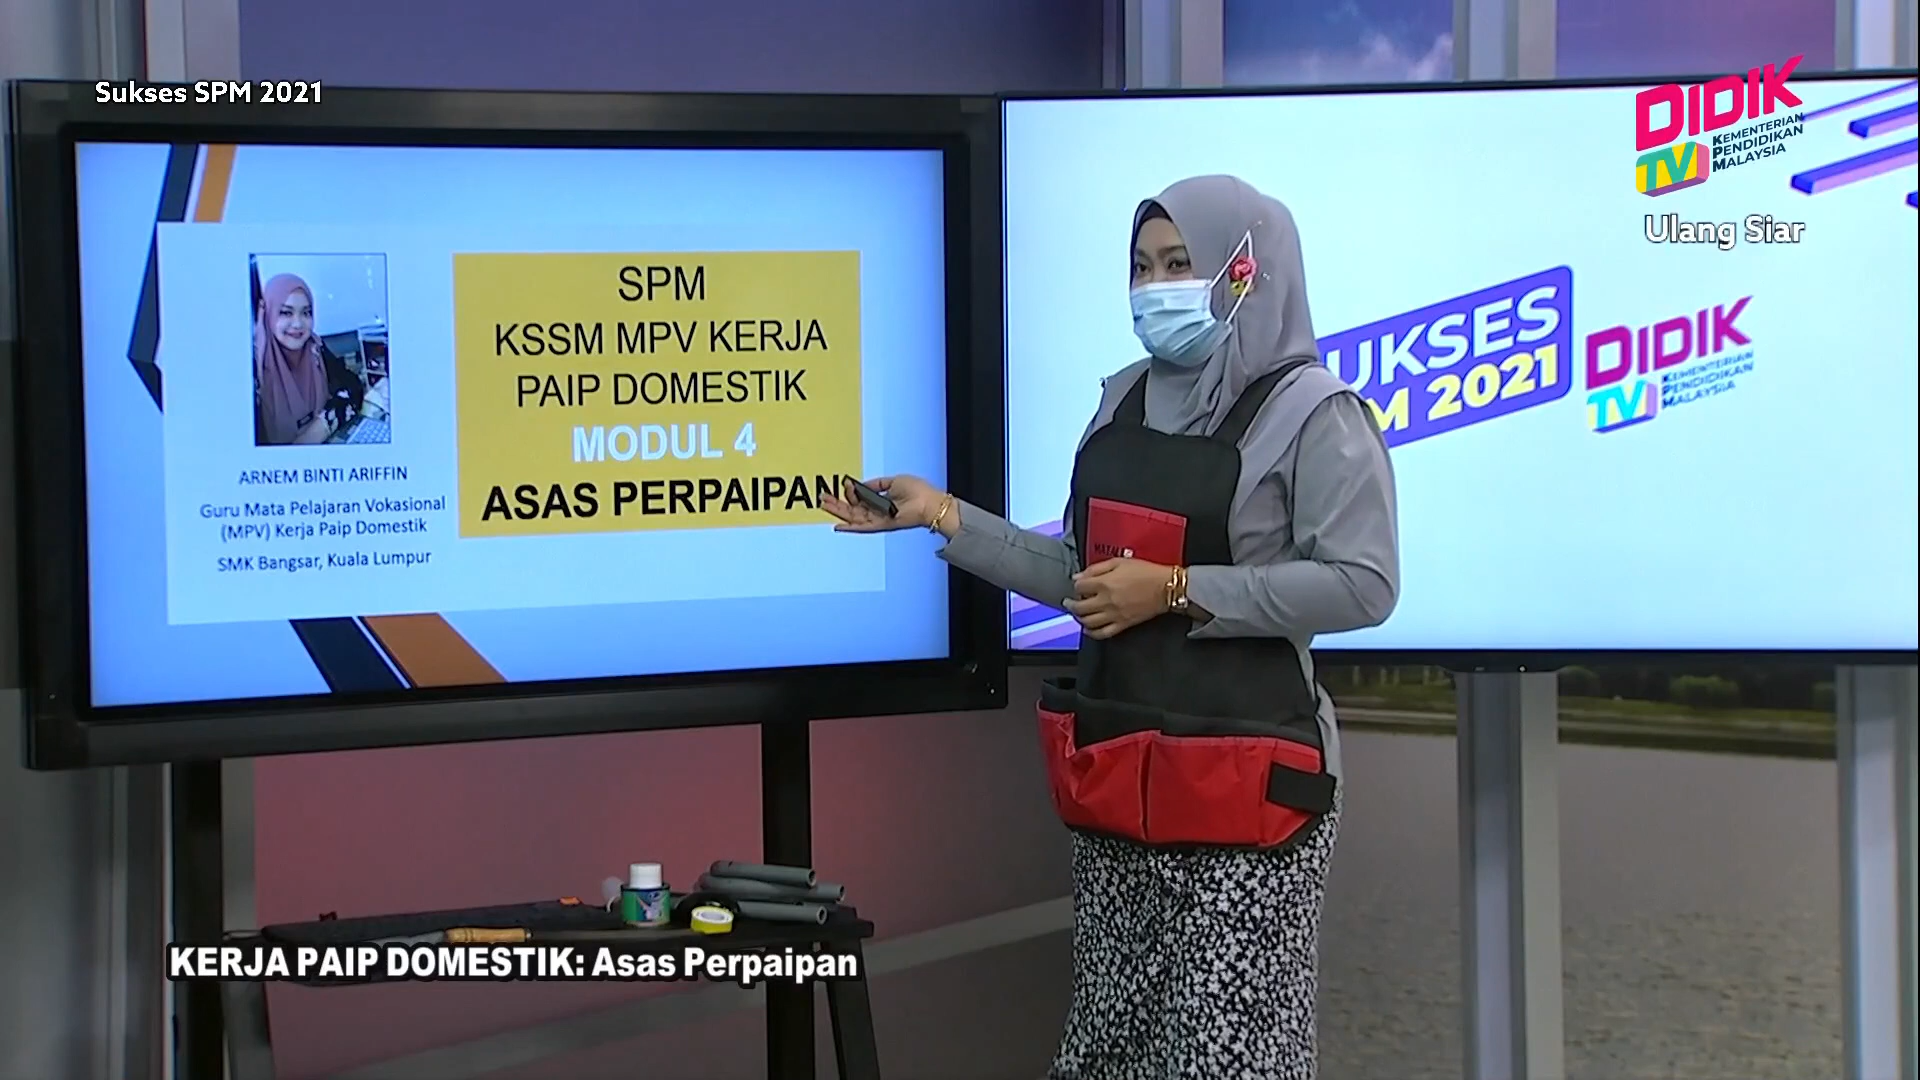 Sukses SPM 2021
DIDIK
TV
KEMENTERIAN
PENDIDIKAN
MALAYSIA
Ulang Siar
SPM
KSSM MPV KERJA
PAIP DOMESTIK
MODUL 4
ASAS PERPAIPAN
ARNEM BINTI ARIFFIN
Guru Mata Pelajaran Vokasional
(MPV) Kerja Paip Domestik
SMK Bangsar, Kuala Lumpur
UKSES
M 2021
DIDIK
TV
KEMENTERIAN
PENDIDIKAN
MALAYSIA
KERJA PAIP DOMESTIK: Asas Perpaipan